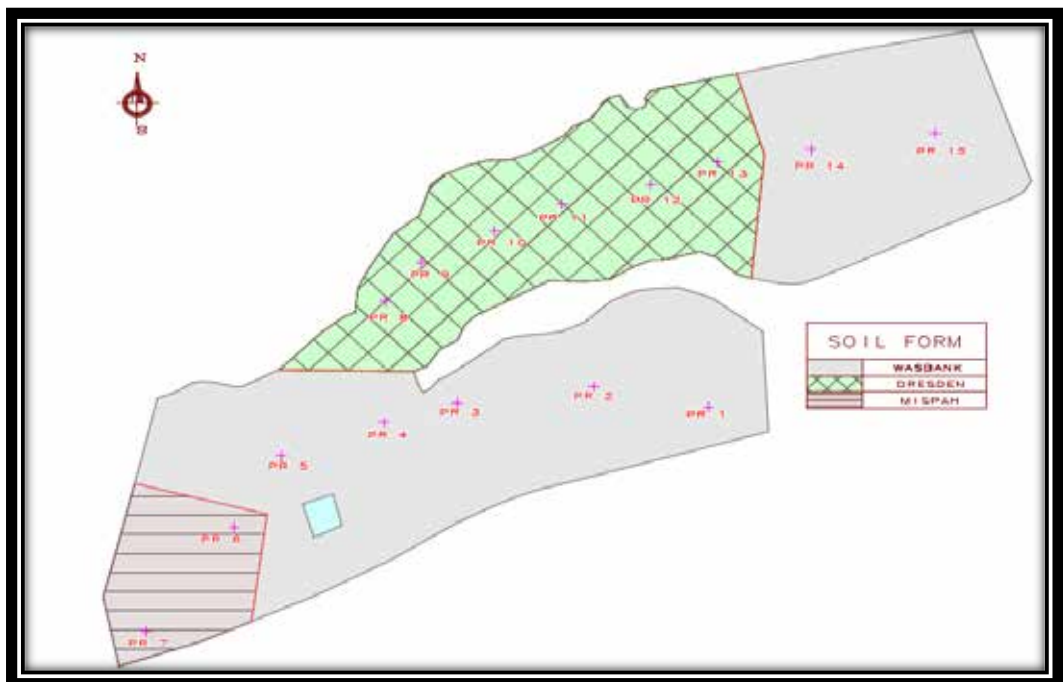 N
S
PR 15
PR 14
PR 13
PR 12
PR 11
PR 10
PR 9
PR 8
SOIL FORM
WASBANK
DRESDEN
MISPAH
PR 1
PR 2
PR 3
PR 4
PR 5
PR 6
PR 7